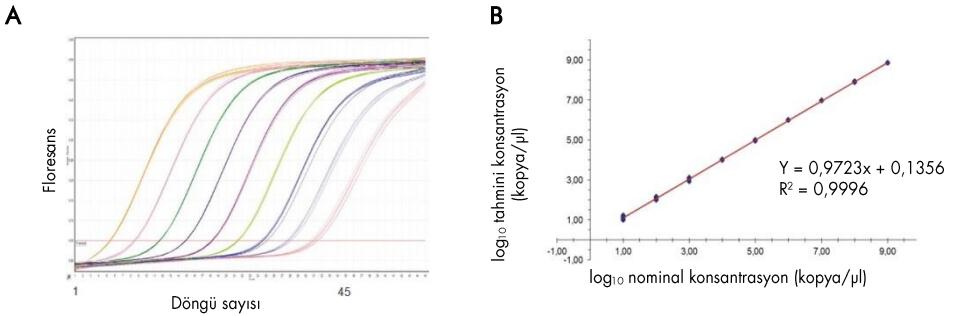 A
Floresans
1
45
Döngü sayısı
B
log₁₀ tahmini konsantrasyon
(kopya/µl)
9,00
7,00
5,00
3,00
1,00
-1,00
-1,00
1,00
3,00
5,00
7,00
9,00
Y = 0,9723x + 0,1356
R² = 0,9996
log₁₀ nominal konsantrasyon (kopya/µl)